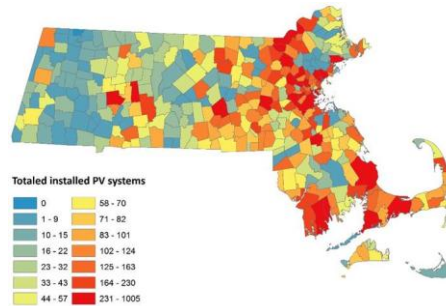 Totaled installed PV systems
0
1 - 9
10 - 15
16 - 22
23 - 32
33 - 43
44 - 57
58 - 70
71 - 82
83 - 101
102 - 124
125 - 163
164 - 230
231 - 1005